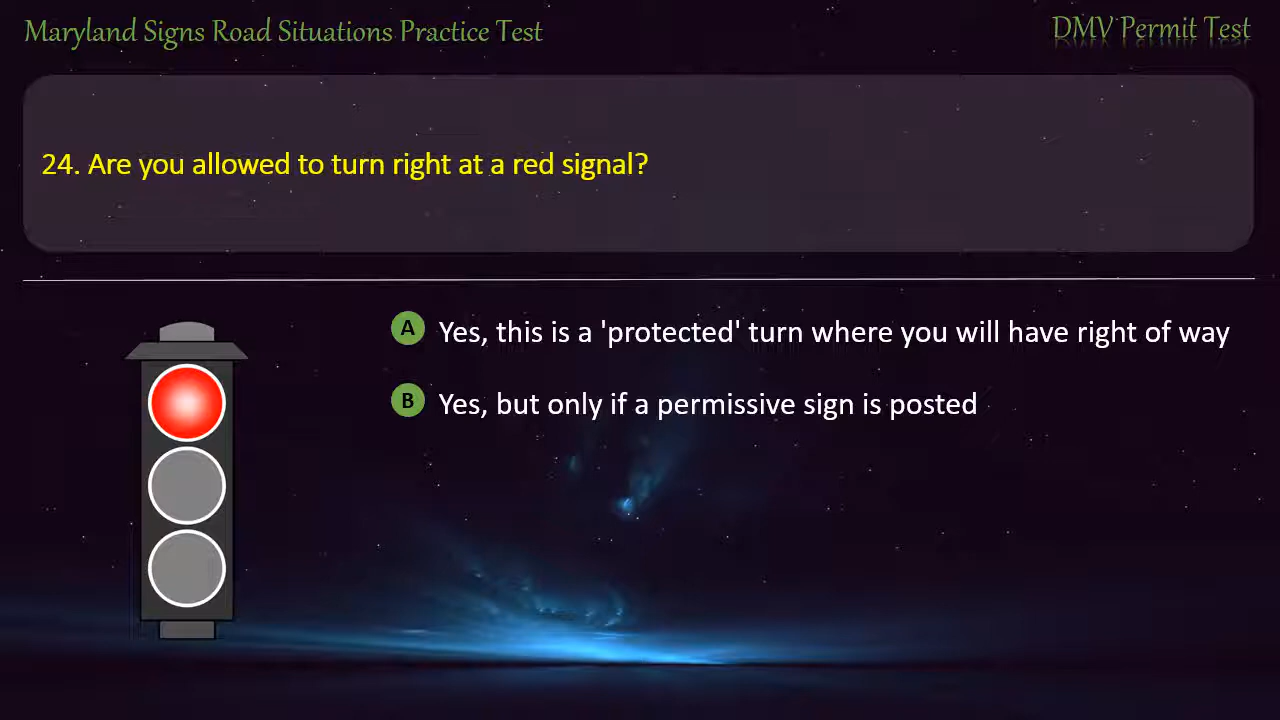 Maryland Signs Road Situations Practice Test
DMV Permit Test
24. Are you allowed to turn right at a red signal?
A Yes, this is a 'protected' turn where you will have right of way
B Yes, but only if a permissive sign is posted